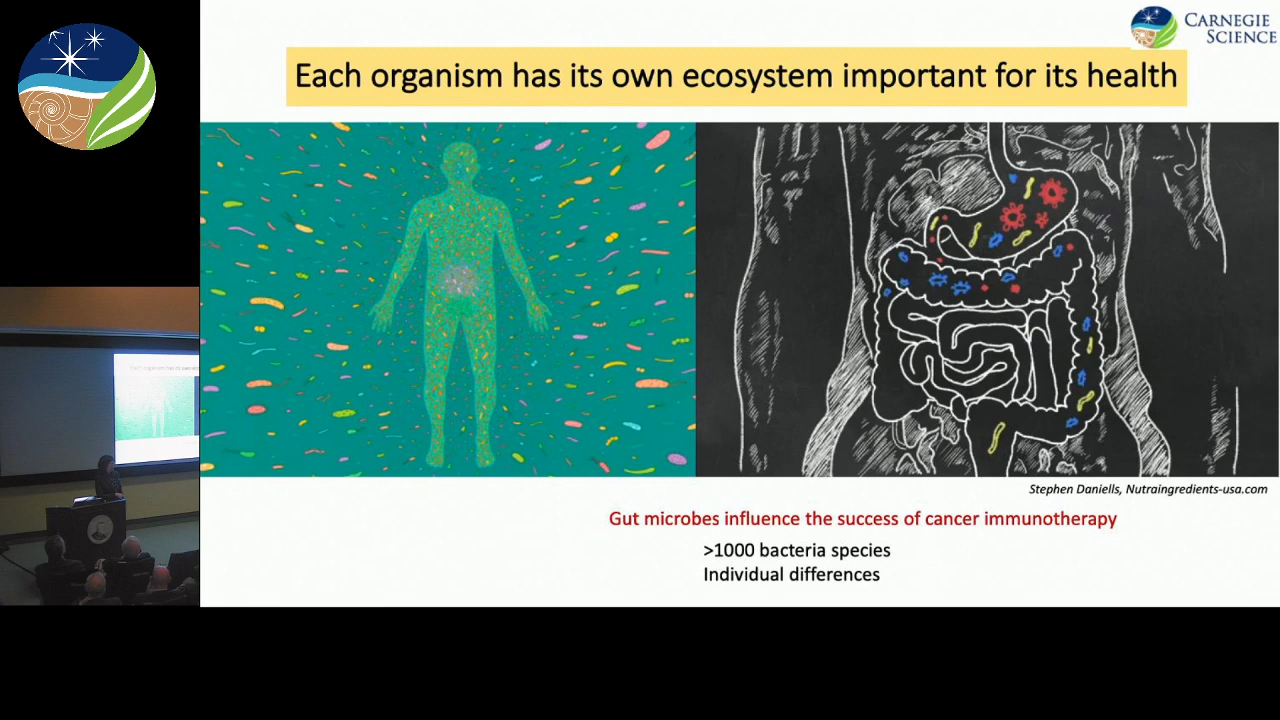 CARNEGIE
SCIENCE
Each organism has its own ecosystem important for its health
Stephen Daniells, Nutraingredients-usa.com
Gut microbes influence the success of cancer immunotherapy
>1000 bacteria species
Individual differences